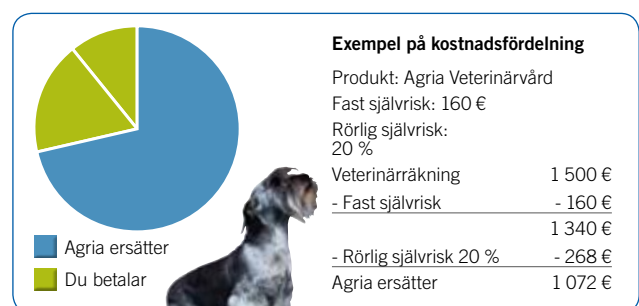 Exempel på kostnadsfördelning
Produkt: Agria Veterinärvård
Fast självrisk: 160 €
Rörlig självrisk:
20 %
Veterinärräkning 1 500 €
- Fast självrisk - 160 €
1 340 €
- Rörlig självrisk 20 % - 268 €
Agria ersätter 1 072 €
Agria ersätter
Du betalar